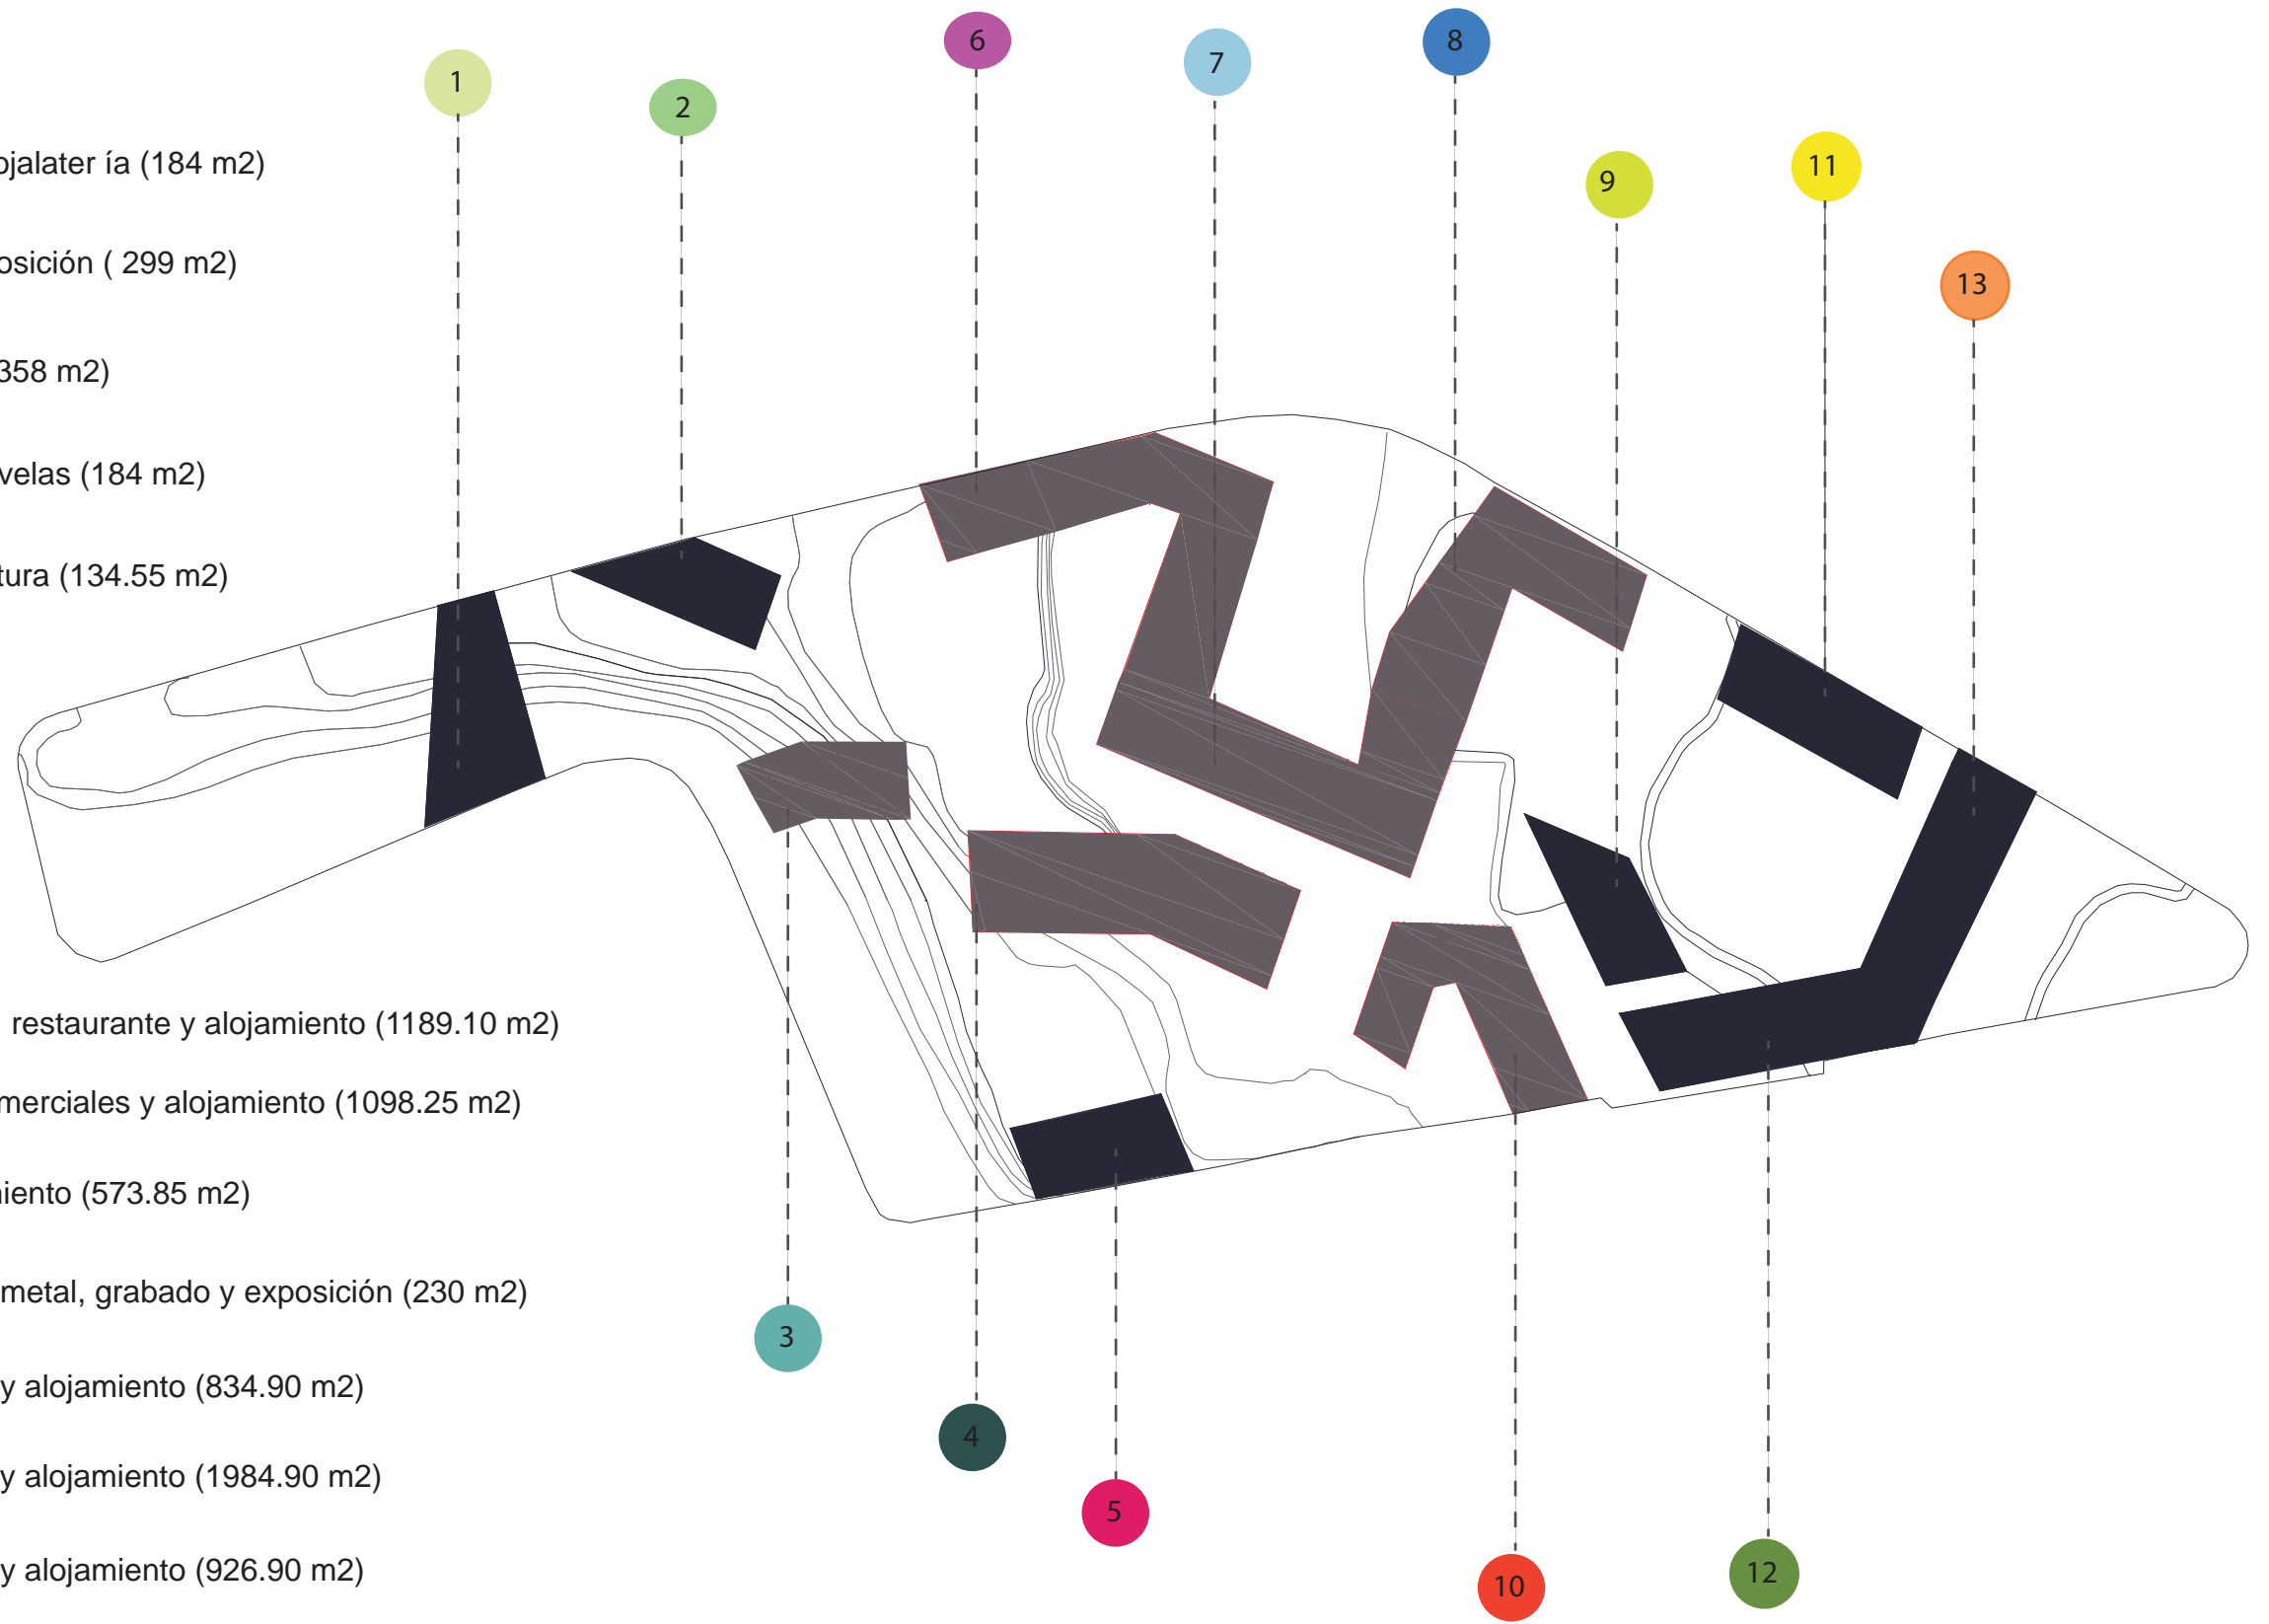 6
8
7
1
2
ojalater ía (184 m2)
11
9
osición ( 299 m2)
13
358 m2)
velas (184 m2)
tura (134.55 m2)
restaurante y alojamiento (1189.10 m2)
merciales y alojamiento (1098.25 m2)
iento (573.85 m2)
metal, grabado y exposición (230 m2)
3
y alojamiento (834.90 m2)
4
y alojamiento (1984.90 m2)
5
y alojamiento (926.90 m2)
12
10